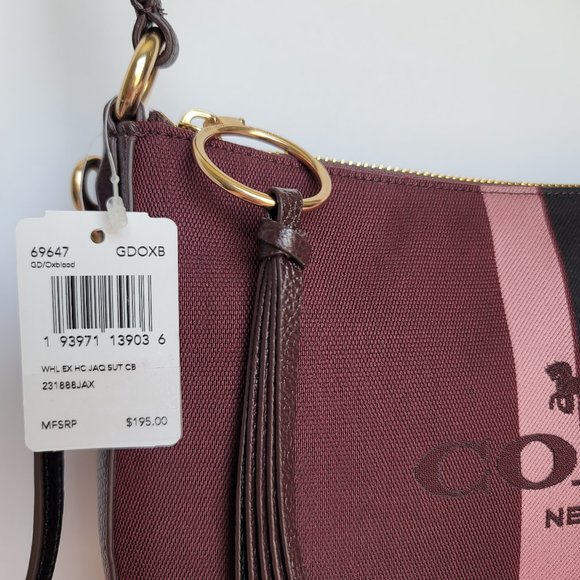 69647 GDOXB
GD/Oxblood
1 93971 13903 6
WHL EX HC JAQ SUT CB
231888JAX
MFSRP $195.00
CO
NE